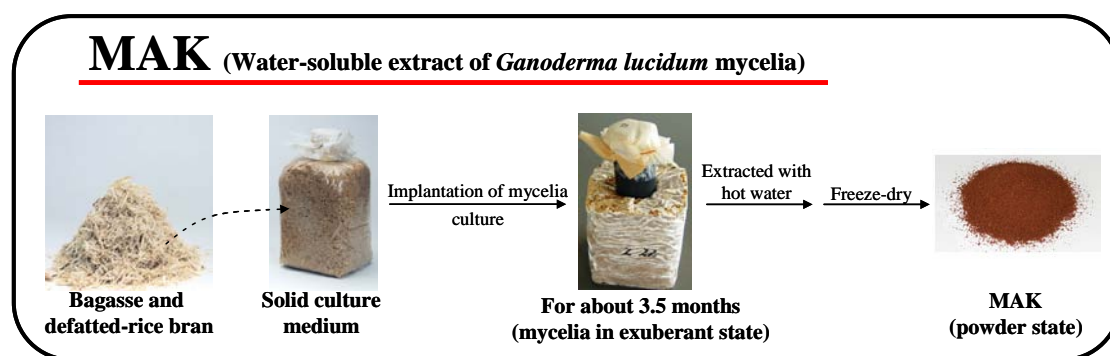 MAK (Water-soluble extract of Ganoderma lucidum mycelia)
Bagasse and
defatted-rice bran
Solid culture
medium
Implantation of mycelia
culture
For about 3.5 months
(mycelia in exuberant state)
Extracted with
hot water
Freeze-dry
MAK
(powder state)